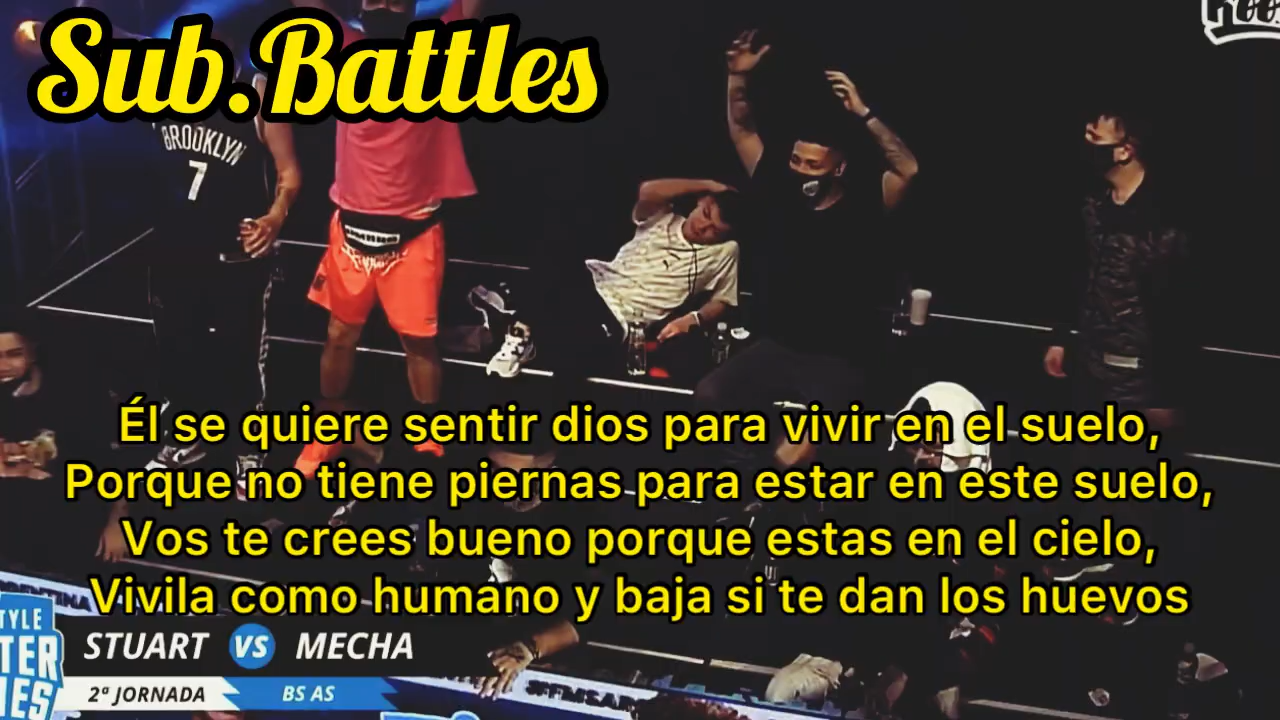 Sub.Battles
BROOKLYN
7
Él se quiere sentir dios para vivir en el suelo,
Porque no tiene piernas para estar en este suelo,
Vos te crees bueno porque estas en el cielo,
Vivila como humano y baja si te dan los huevos
STUART VS MECHA
2ª JORNADA BS AS